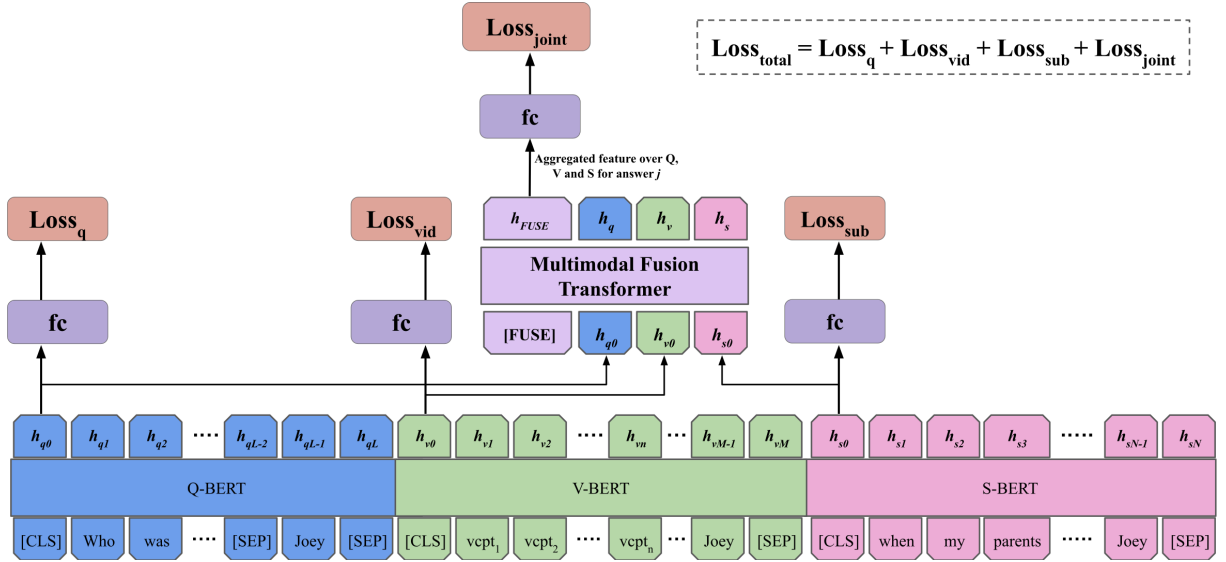 Loss_joint
Loss_total = Loss_q + Loss_vid + Loss_sub + Loss_joint
fc
Aggregated feature over Q,
V and S for answer j
Loss_q
Loss_vid
h_FUSE h_q h_v h_s
Loss_sub
Multimodal Fusion
Transformer
fc
fc
[FUSE] h_q0 h_v0 h_s0
fc
h_q0 h_q1 h_q2 ···· h_qL-2 h_qL-1 h_qL h_v0 h_v1 h_v2 ···· h_vn ··· h_vM-1 h_vM h_s0 h_s1 h_s2 h_s3 ····· h_sN-1 h_sN
Q-BERT V-BERT S-BERT
[CLS] Who was ···· [SEP] Joey [SEP] [CLS] vcpt_1 vcpt_2 ···· vcpt_n ···· Joey [SEP] [CLS] when my parents ····· Joey [SEP]